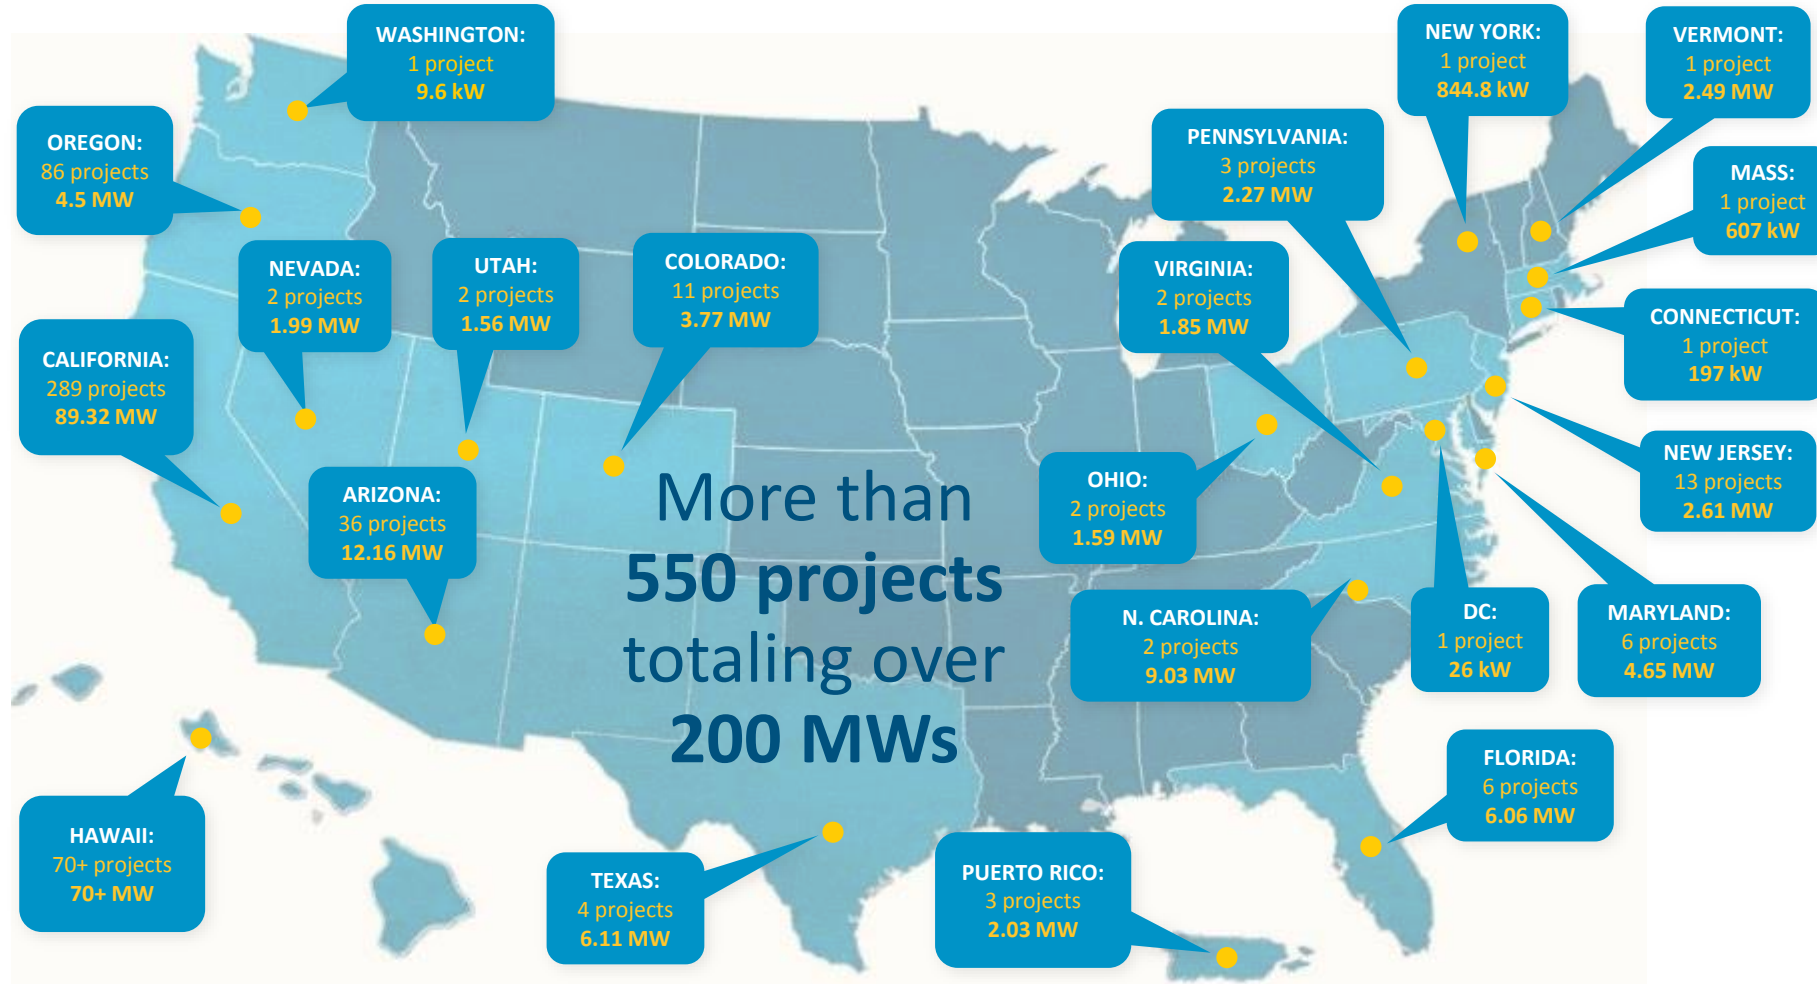 WASHINGTON:
1 project
9.6 kW
OREGON:
86 projects
4.5 MW
NEVADA:
2 projects
1.99 MW
UTAH:
2 projects
1.56 MW
COLORADO:
11 projects
3.77 MW
CALIFORNIA:
289 projects
89.32 MW
ARIZONA:
36 projects
12.16 MW
HAWAII:
70+ projects
70+ MW
More than
550 projects
totaling over
200 MWs
TEXAS:
4 projects
6.11 MW
PUERTO RICO:
3 projects
2.03 MW
FLORIDA:
6 projects
6.06 MW
NEW YORK:
1 project
844.8 kW
VERMONT:
1 project
2.49 MW
PENNSYLVANIA:
3 projects
2.27 MW
MASS:
1 project
607 kW
VIRGINIA:
2 projects
1.85 MW
CONNECTICUT:
1 project
197 kW
OHIO:
2 projects
1.59 MW
NEW JERSEY:
13 projects
2.61 MW
N. CAROLINA:
2 projects
9.03 MW
DC:
1 project
26 kW
MARYLAND:
6 projects
4.65 MW